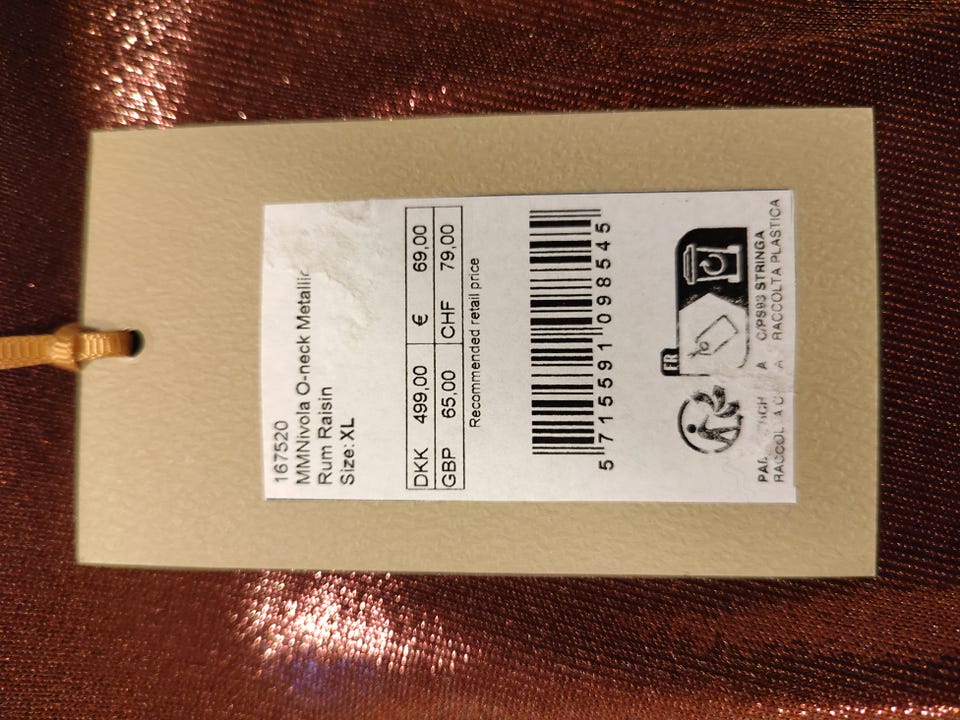 167520
MMNivola O-neck Metallic
Rum Raisin
Size: XL
DKK 499,00 € 69,00
GBP 65,00 CHF 79,00
Recommended retail price
5 715591 098545
FR
C/PS93 STRINGA
RACCOLTA PLASTICA